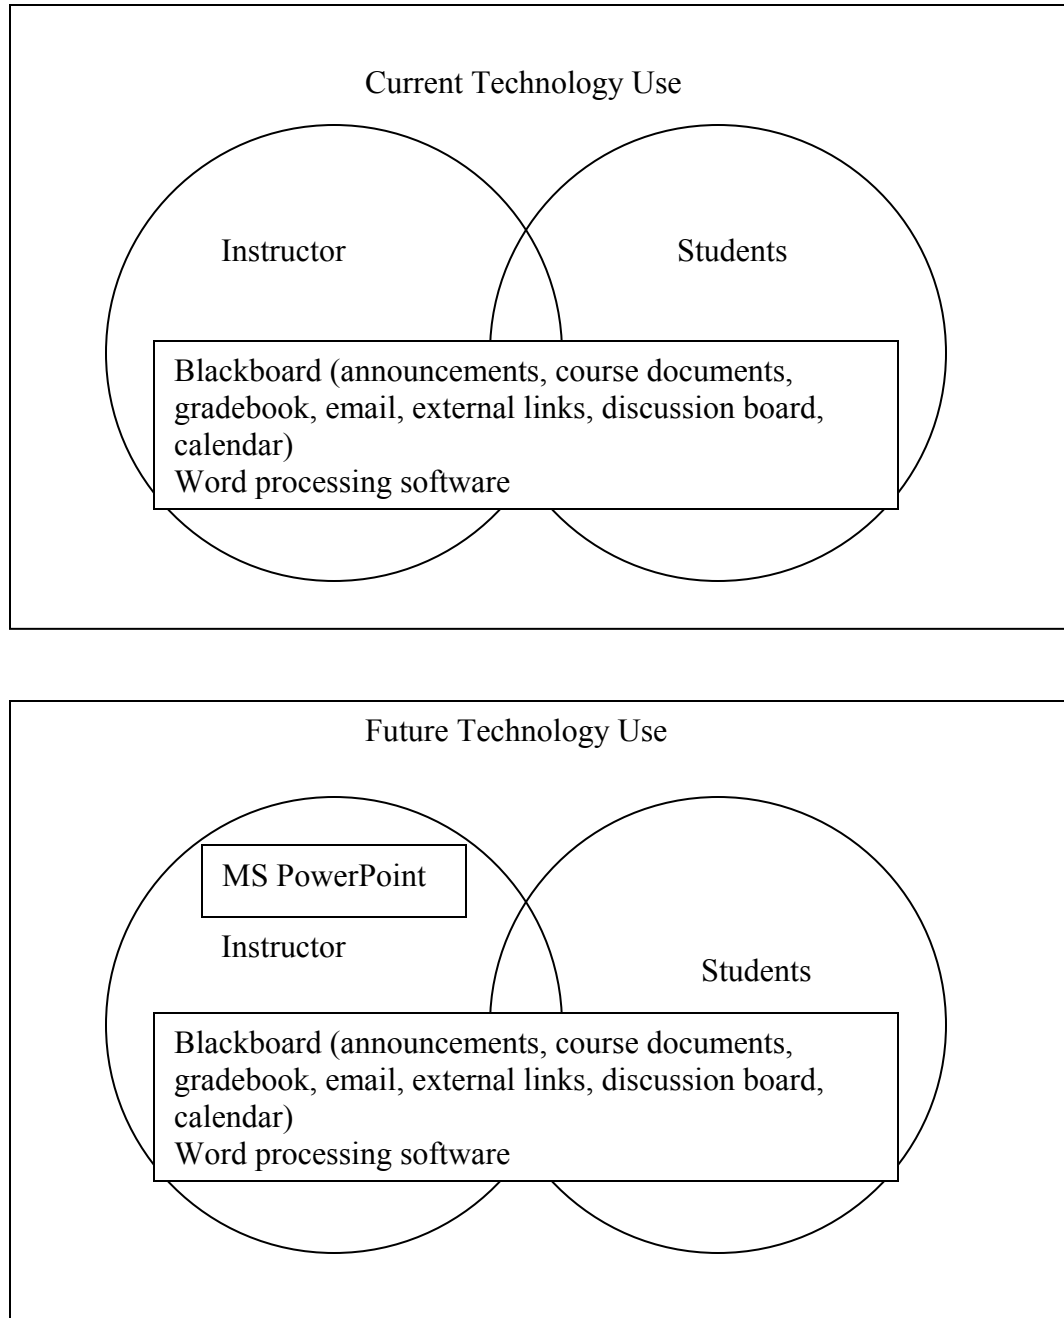 Current Technology Use
Instructor
Students
Blackboard (announcements, course documents,
gradebook, email, external links, discussion board,
calendar)
Word processing software
Future Technology Use
MS PowerPoint
Instructor
Students
Blackboard (announcements, course documents,
gradebook, email, external links, discussion board,
calendar)
Word processing software